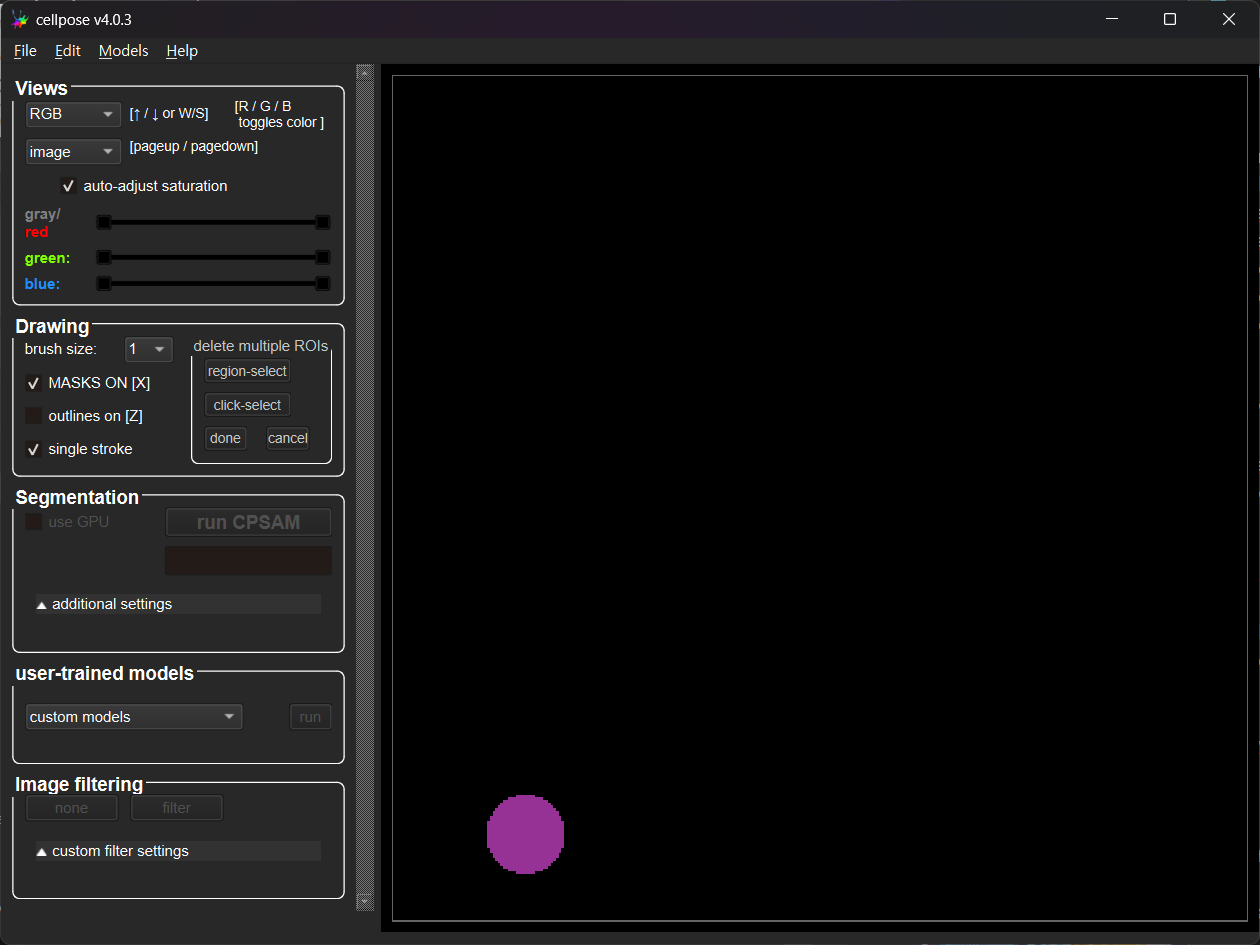 cellpose v4.0.3
File Edit Models Help
Views
RGB [↑ / ↓ or W/S] [R / G / B
toggles color ]
image [pageup / pagedown]
auto-adjust saturation
gray/
red
green:
blue:
Drawing
brush size: 1 delete multiple ROIs
region-select
MASKS ON [X]
click-select
outlines on [Z]
done cancel
single stroke
Segmentation
use GPU run CPSAM
additional settings
user-trained models
custom models run
Image filtering
none filter
custom filter settings